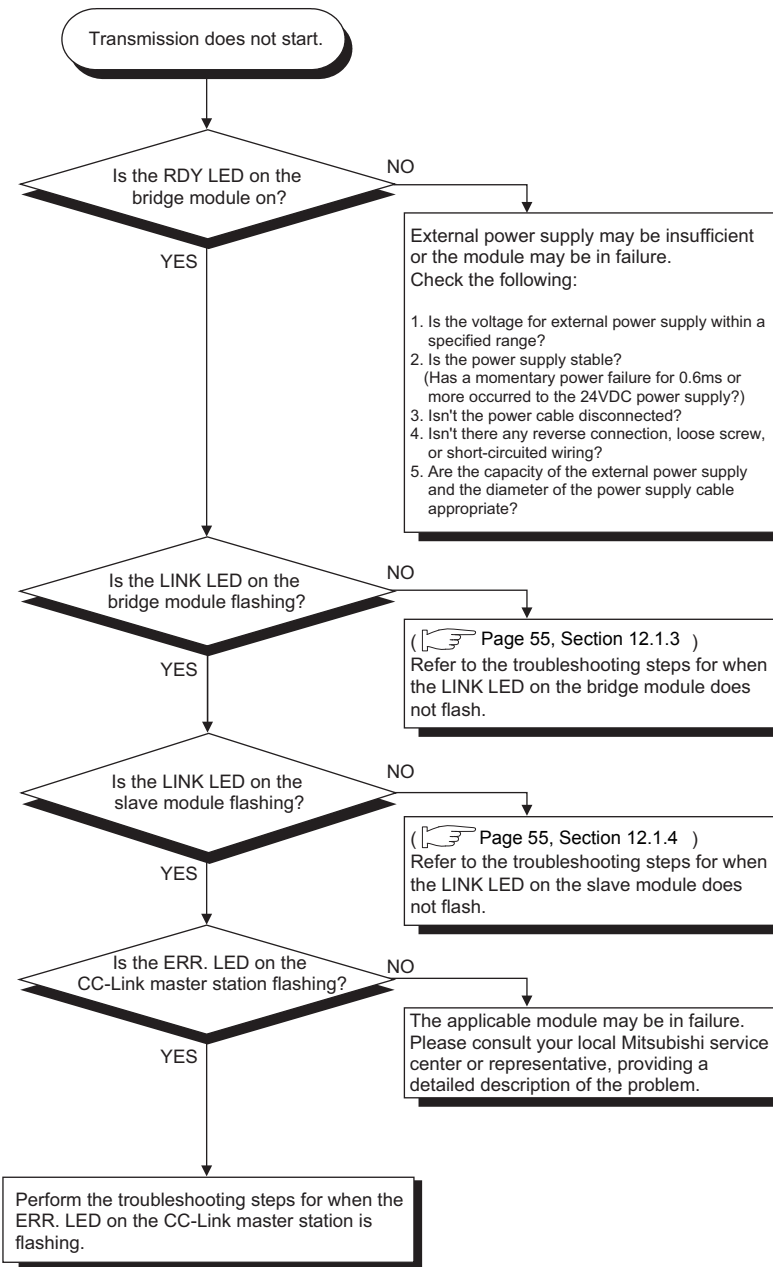 Transmission does not start.
Is the RDY LED on the
bridge module on?
NO
YES
External power supply may be insufficient
or the module may be in failure.
Check the following:
1. Is the voltage for external power supply within a
specified range?
2. Is the power supply stable?
(Has a momentary power failure for 0.6ms or
more occurred to the 24VDC power supply?)
3. Isn't the power cable disconnected?
4. Isn't there any reverse connection, loose screw,
or short-circuited wiring?
5. Are the capacity of the external power supply
and the diameter of the power supply cable
appropriate?
Is the LINK LED on the
bridge module flashing?
NO
YES
( Page 55, Section 12.1.3 )
Refer to the troubleshooting steps for when
the LINK LED on the bridge module does
not flash.
Is the LINK LED on the
slave module flashing?
NO
YES
( Page 55, Section 12.1.4 )
Refer to the troubleshooting steps for when
the LINK LED on the slave module does
not flash.
Is the ERR. LED on the
CC-Link master station flashing?
NO
YES
The applicable module may be in failure.
Please consult your local Mitsubishi service
center or representative, providing a
detailed description of the problem.
Perform the troubleshooting steps for when the
ERR. LED on the CC-Link master station is
flashing.